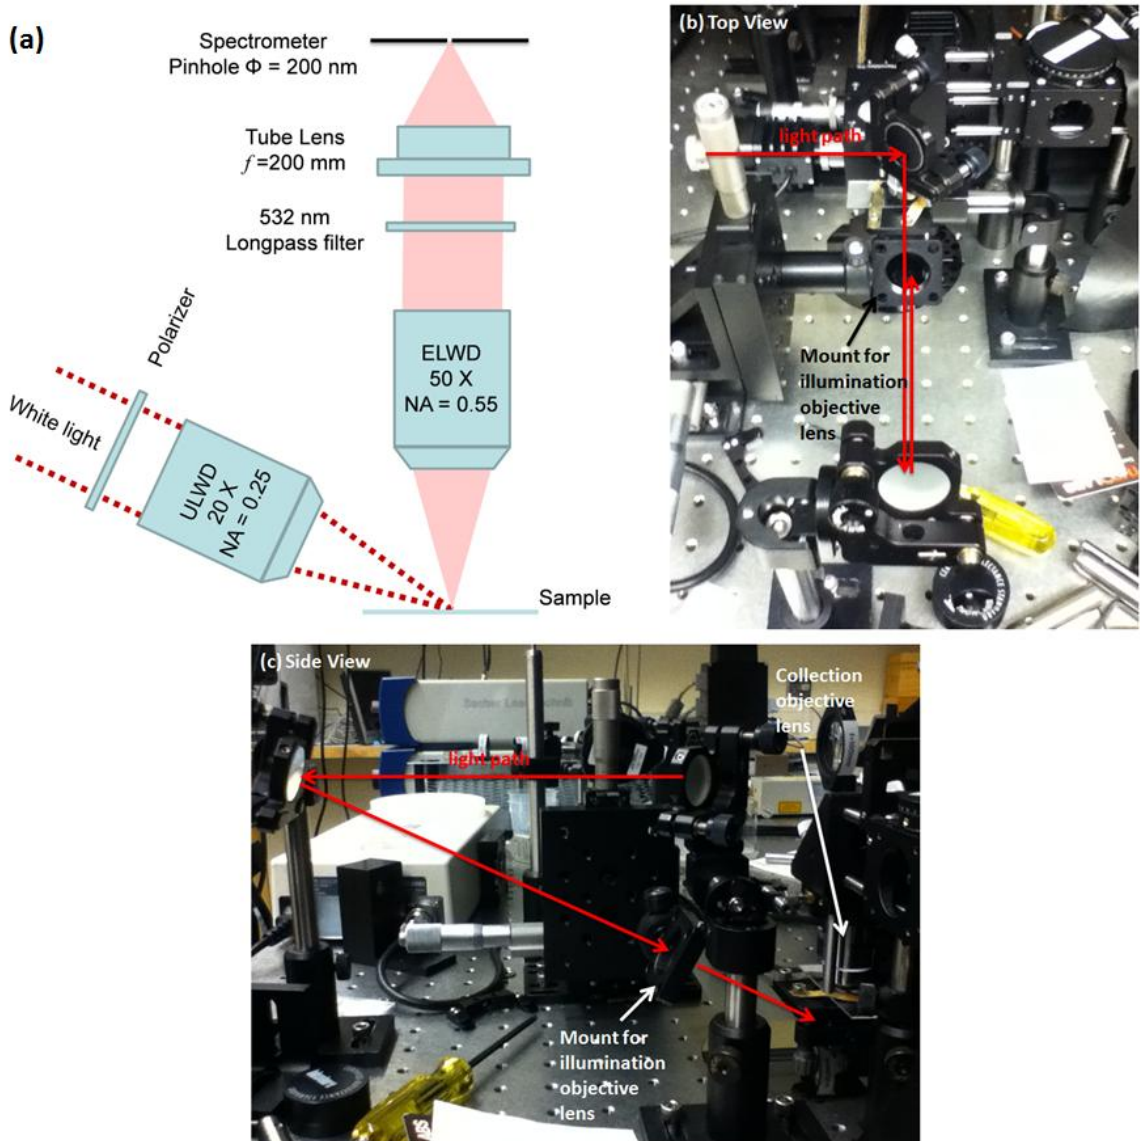 (a)
Spectrometer
Pinhole Φ = 200 nm
Tube Lens
f=200 mm
532 nm
Longpass filter
Polarizer
White light
ULWD
20 X
NA = 0.25
ELWD
50 X
NA = 0.55
Sample
(b) Top View
light path
Mount for
illumination
objective
lens
(c) Side View
Collection
objective
lens
light path
Mount for
illumination
objective
lens